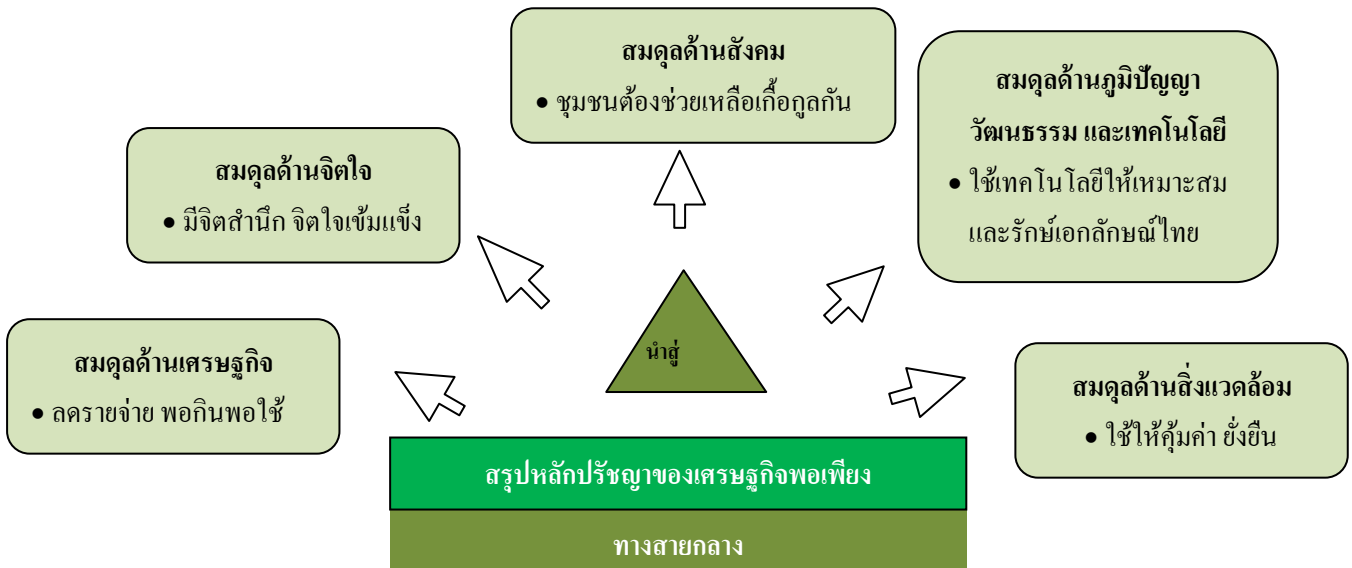 สมดุลด้านสังคม
• ชุมชนต้องช่วยเหลือเกื้อกูลกัน
สมดุลด้านภูมิปัญญา
วัฒนธรรม และเทคโนโลยี
• ใช้เทคโนโลยีให้เหมาะสม
และรักษ์เอกลักษณ์ไทย
สมดุลด้านจิตใจ
• มีจิตสำนึก จิตใจเข้มแข็ง
สมดุลด้านเศรษฐกิจ
• ลดรายจ่าย พอกินพอใช้
นำสู่
สมดุลด้านสิ่งแวดล้อม
• ใช้ให้คุ้มค่า ยั่งยืน
สรุปหลักปรัชญาของเศรษฐกิจพอเพียง
ทางสายกลาง